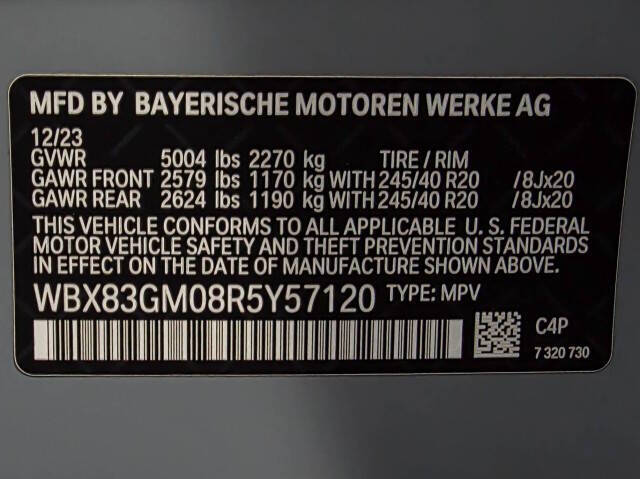 MFD BY BAYERISCHE MOTOREN WERKE AG
12/23
GVWR 5004 lbs 2270 kg TIRE / RIM
GAWR FRONT 2579 lbs 1170 kg WITH 245/40 R20 /8Jx20
GAWR REAR 2624 lbs 1190 kg WITH 245/40 R20 /8Jx20
THIS VEHICLE CONFORMS TO ALL APPLICABLE U. S. FEDERAL
MOTOR VEHICLE SAFETY AND THEFT PREVENTION STANDARDS
IN EFFECT ON THE DATE OF MANUFACTURE SHOWN ABOVE.
WBX83GM08R5Y57120 TYPE: MPV
C4P
7 320 730